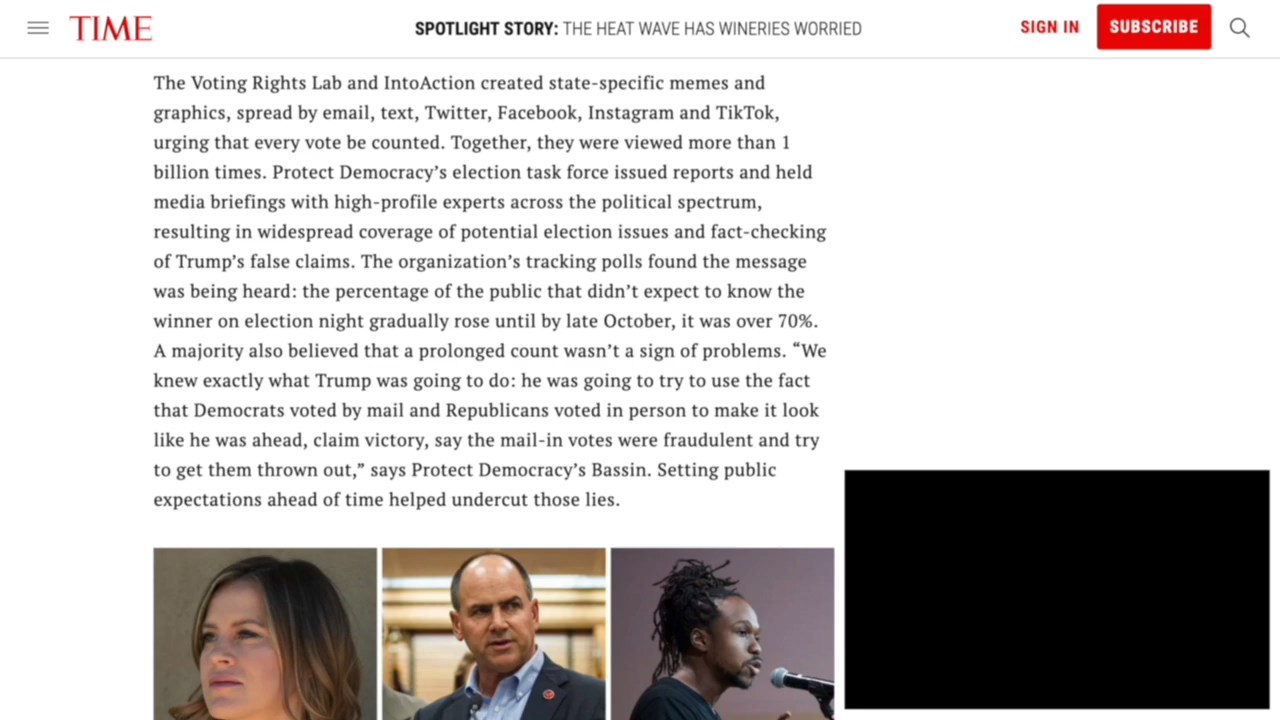 TIME
SPOTLIGHT STORY: THE HEAT WAVE HAS WINERIES WORRIED
SIGN IN
SUBSCRIBE
The Voting Rights Lab and IntoAction created state-specific memes and
graphics, spread by email, text, Twitter, Facebook, Instagram and TikTok,
urging that every vote be counted. Together, they were viewed more than 1
billion times. Protect Democracy’s election task force issued reports and held
media briefings with high-profile experts across the political spectrum,
resulting in widespread coverage of potential election issues and fact-checking
of Trump’s false claims. The organization’s tracking polls found the message
was being heard: the percentage of the public that didn’t expect to know the
winner on election night gradually rose until by late October, it was over 70%.
A majority also believed that a prolonged count wasn’t a sign of problems. “We
knew exactly what Trump was going to do: he was going to try to use the fact
that Democrats voted by mail and Republicans voted in person to make it look
like he was ahead, claim victory, say the mail-in votes were fraudulent and try
to get them thrown out,” says Protect Democracy’s Bassin. Setting public
expectations ahead of time helped undercut those lies.